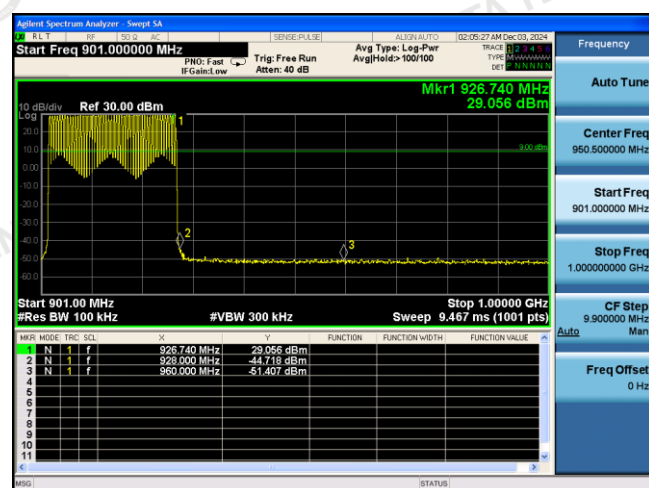 Agilent Spectrum Analyzer - Swept SA
RLT RF 50 Ω AC SENSE:PULSE ALIGN AUTO 02:05:27 AM Dec 03, 2024
Start Freq 901.000000 MHz
PNO: Fast
IFGain:Low
Trig: Free Run
Atten: 40 dB
Avg Type: Log-Pwr
Avg|Hold:>100/100
TRACE 1 2 3 4 5 6
TYPE
DET P N N N N N
Mkr1 926.740 MHz
29.056 dBm
10 dB/div Ref 30.00 dBm
Log
20.0
10.0
0.00
-10.0
-20.0
-30.0
-40.0
-50.0
-60.0
1
2
3
9.00 dBm
Start 901.00 MHz Stop 1.00000 GHz
#Res BW 100 kHz #VBW 300 kHz Sweep 9.467 ms (1001 pts)
MKR MODE TRC SCL X Y FUNCTION FUNCTION WIDTH FUNCTION VALUE
1 N 1 f 926.740 MHz 29.056 dBm
2 N 1 f 928.000 MHz -44.719 dBm
3 N 1 f 960.000 MHz -51.407 dBm
4
5
6
7
8
9
10
11
MSG STATUS
Frequency
Auto Tune
Center Freq
950.500000 MHz
Start Freq
901.000000 MHz
Stop Freq
1.000000000 GHz
CF Step
9.900000 MHz
Auto Man
Freq Offset
0 Hz